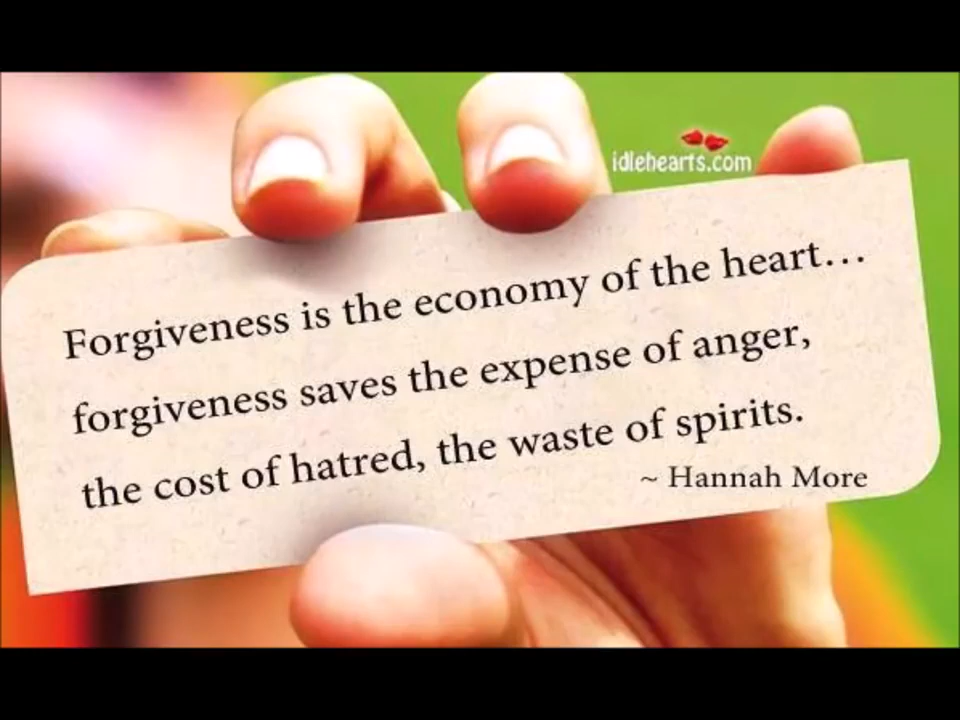 idlehearts.com
Forgiveness is the economy of the heart...
forgiveness saves the expense of anger,
the cost of hatred, the waste of spirits.
~ Hannah More